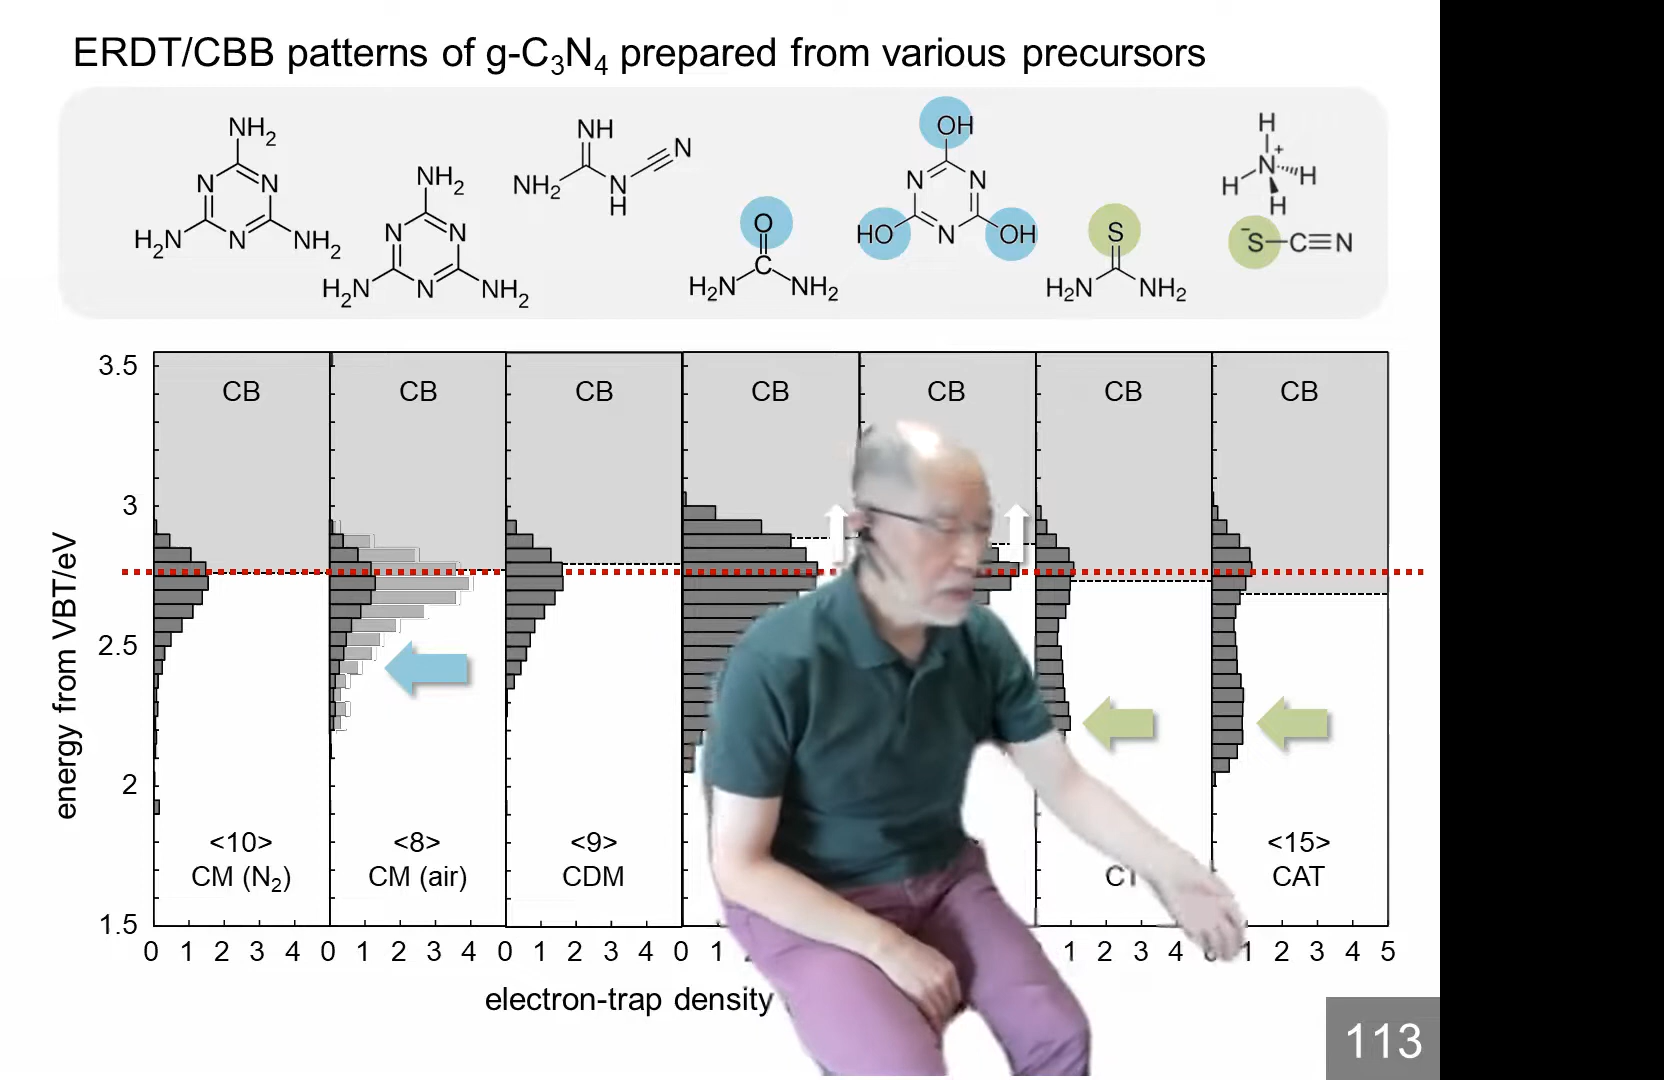 ERDT/CBB patterns of g-C₃N₄ prepared from various precursors
NH₂
N N
H₂N N NH₂
NH₂
N N
H₂N N NH₂
NH
NH₂ N N
H
O
C
H₂N NH₂
OH
N N
HO N OH
S
H₂N NH₂
H
N⁺
H H
H
⁻S C≡N
CB CB CB CB CB CB CB
3.5
3
2.5
2
1.5
energy from VBT/eV
<10> <8> <9> <15>
CM (N₂) CM (air) CDM CAT
0 1 2 3 4 0 1 2 3 4 0 1 2 3 4 0 1 1 2 3 4 1 2 3 4 5
electron-trap density
113